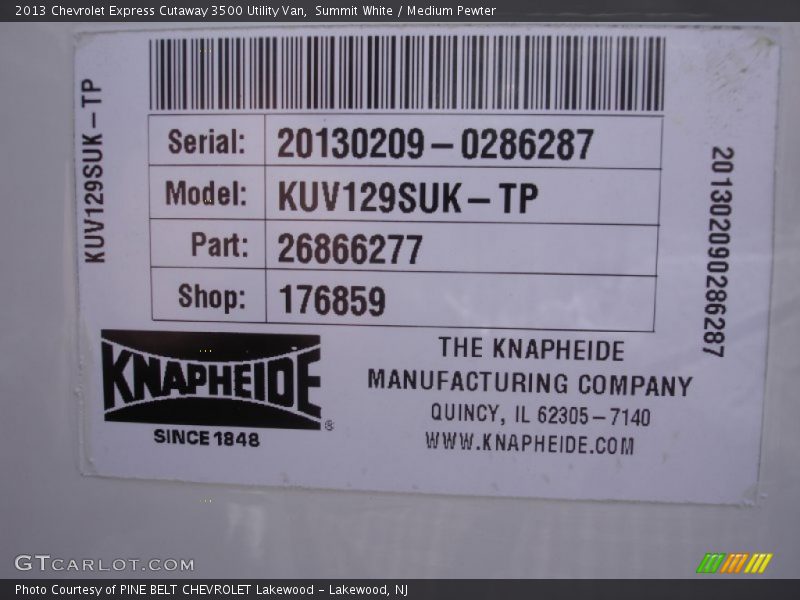 2013 Chevrolet Express Cutaway 3500 Utility Van, Summit White / Medium Pewter
KUV129SUK-TP
Serial: 20130209-0286287
Model: KUV129SUK-TP
Part: 26866277
Shop: 176859
201302090286287
KNAPHEIDE®
SINCE 1848
THE KNAPHEIDE
MANUFACTURING COMPANY
QUINCY, IL 62305-7140
WWW.KNAPHEIDE.COM
GTCARLOT.COM
Photo Courtesy of PINE BELT CHEVROLET Lakewood - Lakewood, NJ